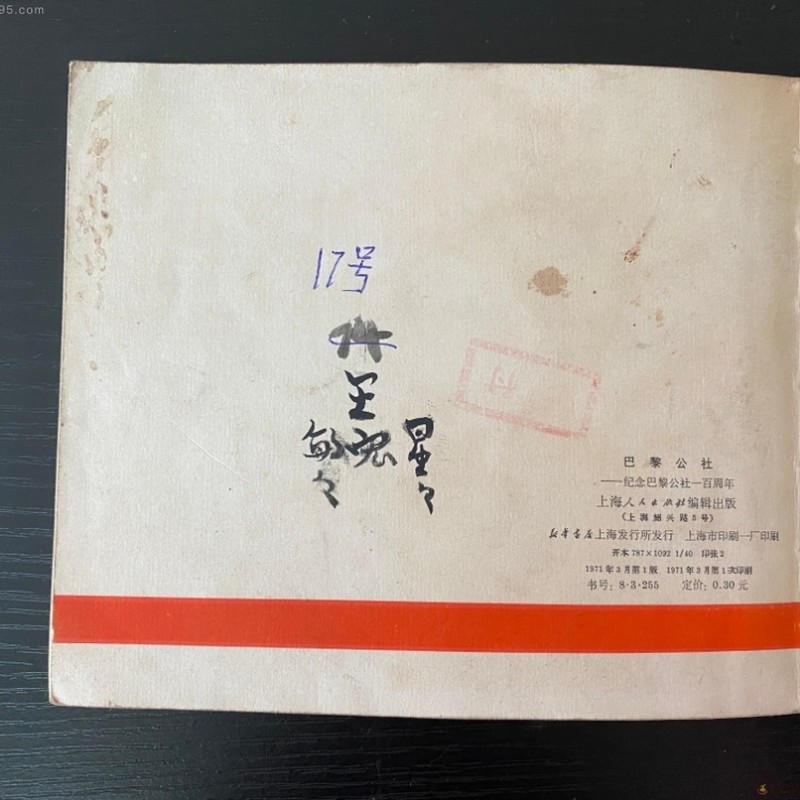 95.com
17号
王
敏 星
々 々
付
巴黎公社
——纪念巴黎公社一百周年
上海人民出版社编辑出版
(上海绍兴路5号)
新华书店上海发行所发行 上海市印刷一厂印刷
开本787×1092 1/40 印张2
1971年3月第1版 1971年3月第1次印刷
书号:8·3·255 定价:0.30元